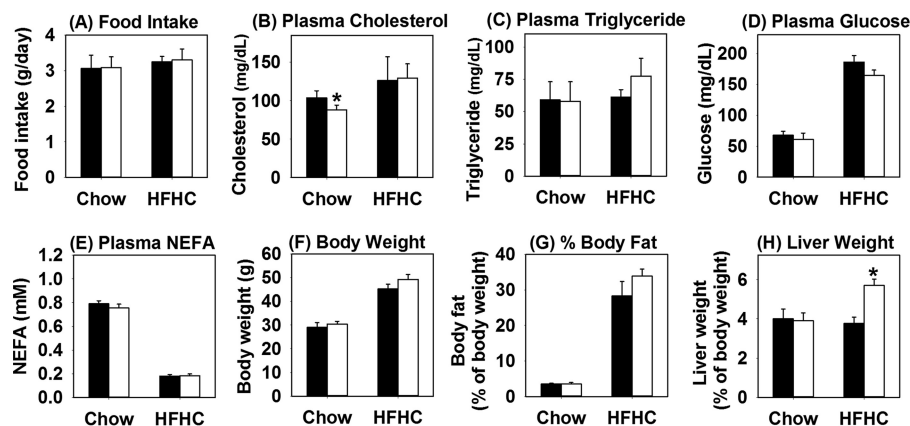 (A) Food Intake
Food intake (g/day)
4
3
2
1
0
Chow HFHC
(B) Plasma Cholesterol
Cholesterol (mg/dL)
150
100
50
0
*
Chow HFHC
(C) Plasma Triglyceride
Triglyceride (mg/dL)
100
75
50
25
0
Chow HFHC
(D) Plasma Glucose
Glucose (mg/dL)
200
150
100
50
0
Chow HFHC
(E) Plasma NEFA
NEFA (mM)
1.2
1.0
0.8
0.6
0.4
0.2
0.0
Chow HFHC
(F) Body Weight
Body weight (g)
60
50
40
30
20
10
0
Chow HFHC
(G) % Body Fat
Body fat
(% of body weight)
40
30
20
10
0
Chow HFHC
(H) Liver Weight
Liver weight
(% of body weight)
6
4
2
0
*
Chow HFHC